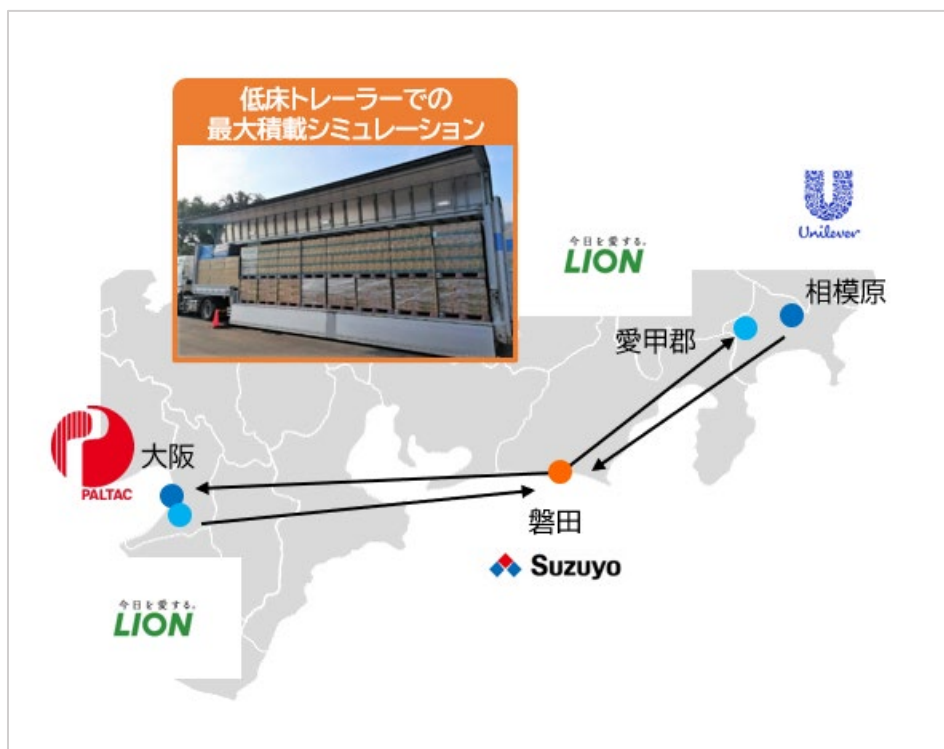 低床トレーラーでの
最大積載シミュレーション
Unilever
今日を愛する。
LION
相模原
愛甲郡
PALTAC
大阪
磐田
Suzuyo
今日を愛する。
LION